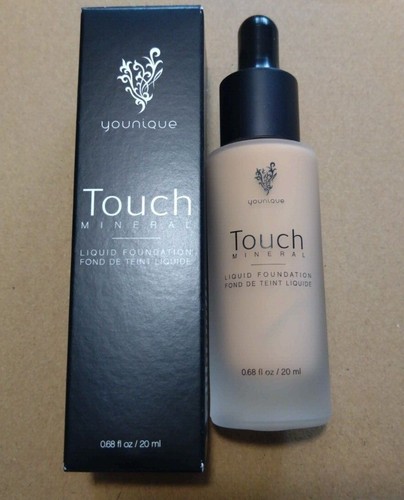 younique
Touch
MINERAL
LIQUID FOUNDATION
FOND DE TEINT LIQUIDE
0.68 fl oz / 20 ml
younique
Touch
MINERAL
LIQUID FOUNDATION
FOND DE TEINT LIQUIDE
0.68 fl oz / 20 ml